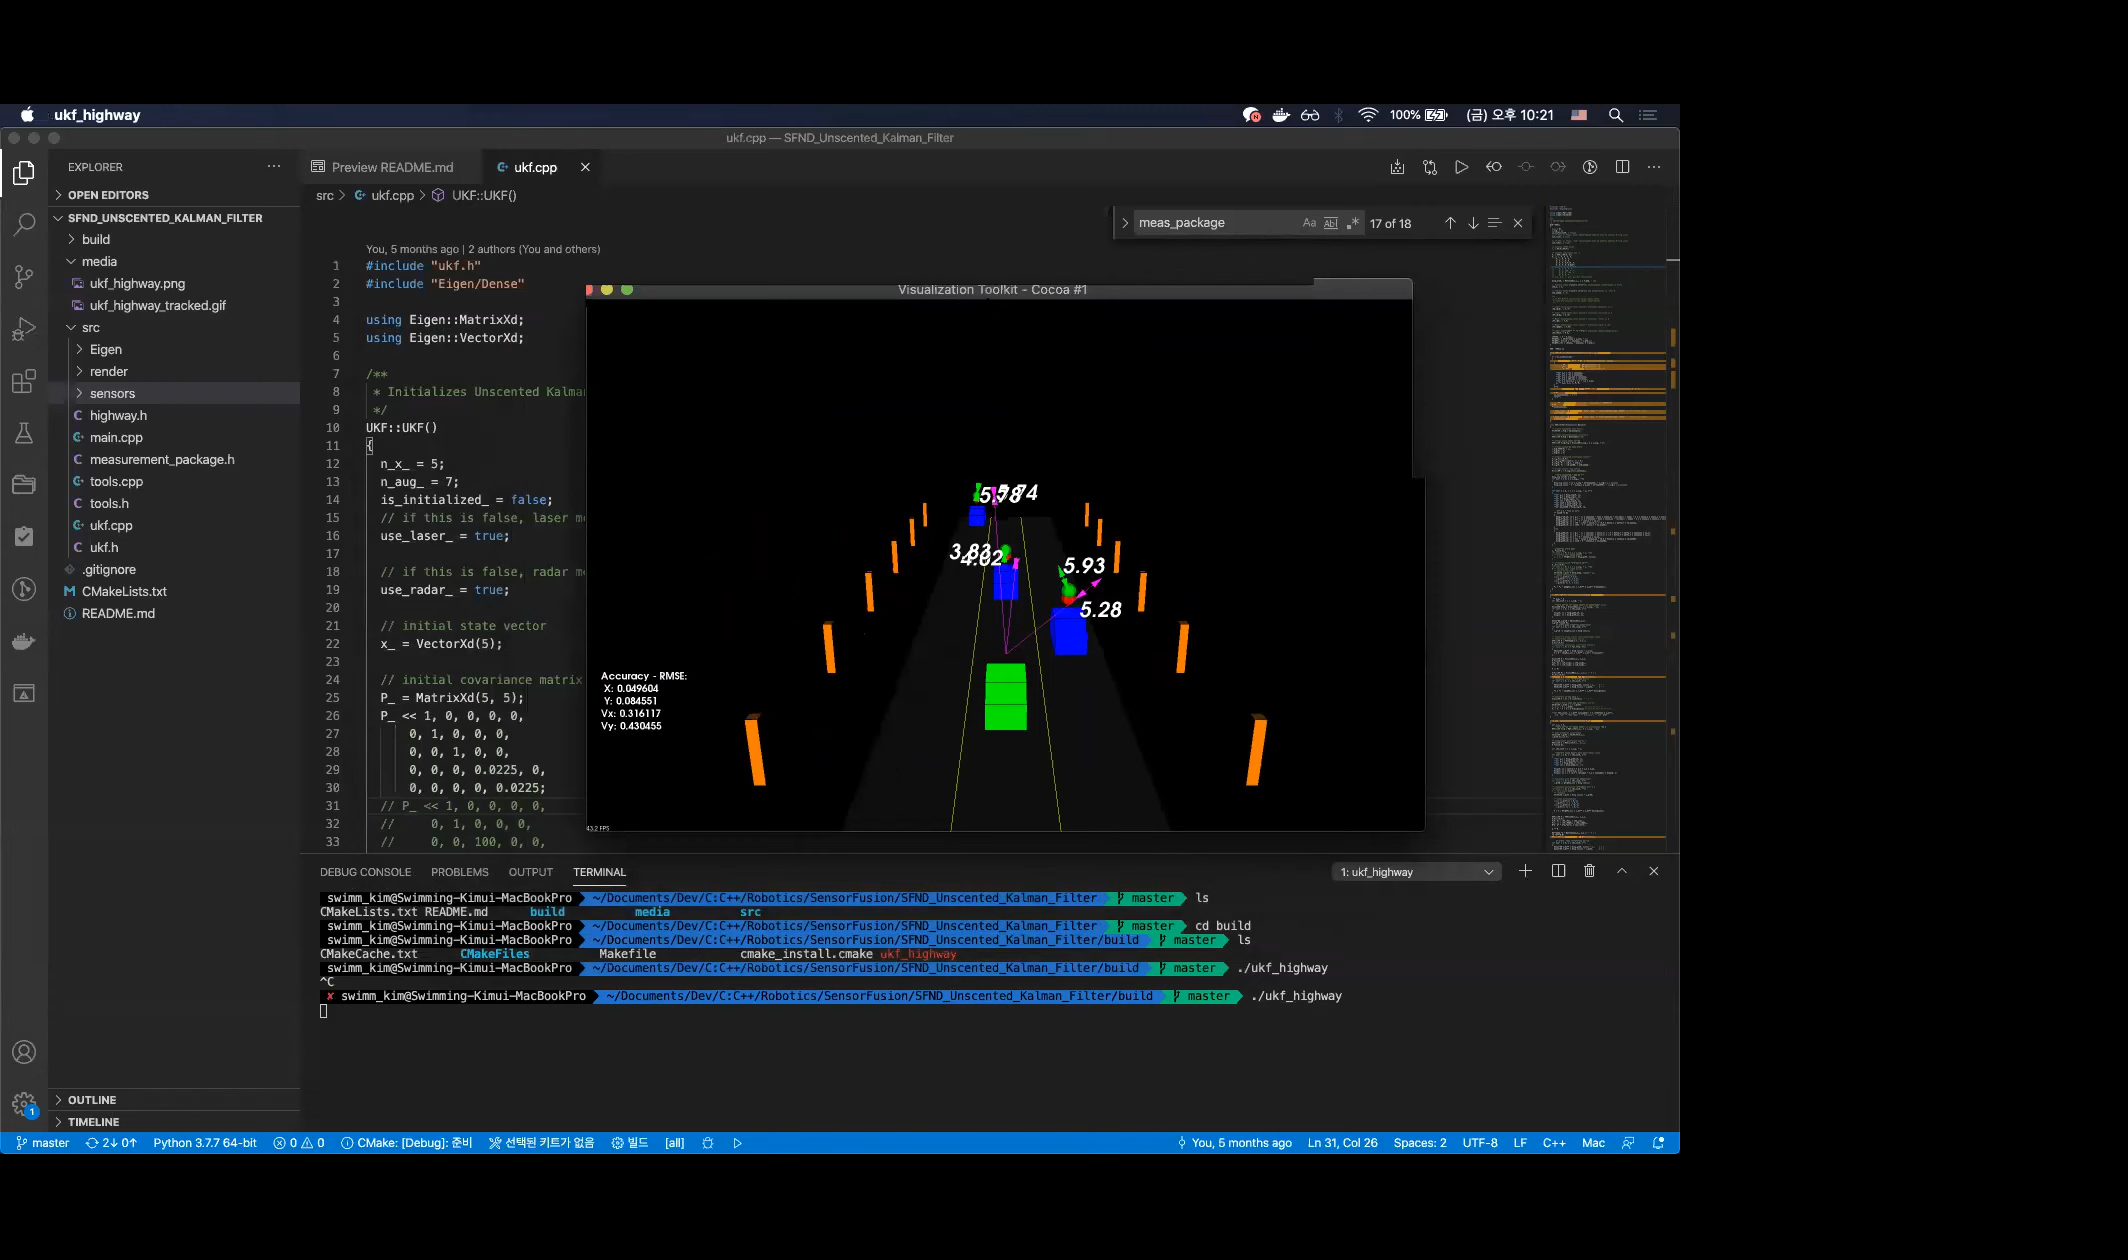 ukf_highway
100%
(금) 오후 10:21
ukf.cpp — SFND_Unscented_Kalman_Filter
EXPLORER
OPEN EDITORS
SFND_UNSCENTED_KALMAN_FILTER
build
media
ukf_highway.png
ukf_highway_tracked.gif
src
Eigen
render
sensors
highway.h
main.cpp
measurement_package.h
tools.cpp
tools.h
ukf.cpp
ukf.h
.gitignore
CMakeLists.txt
README.md
OUTLINE
TIMELINE
Preview README.md
ukf.cpp
src > ukf.cpp > UKF::UKF()
meas_package
Aa
Abl
17 of 18
You, 5 months ago | 2 authors (You and others)
1 #include "ukf.h"
2 #include "Eigen/Dense"
3
4 using Eigen::MatrixXd;
5 using Eigen::VectorXd;
6
7 /**
8 * Initializes Unscented Kalma
9 */
10 UKF::UKF()
11 {
12 n_x_ = 5;
13 n_aug_ = 7;
14 is_initialized_ = false;
15 // if this is false, laser m
16 use_laser_ = true;
17
18 // if this is false, radar m
19 use_radar_ = true;
20
21 // initial state vector
22 x_ = VectorXd(5);
23
24 // initial covariance matrix
25 P_ = MatrixXd(5, 5);
26 P_ << 1, 0, 0, 0, 0,
27 0, 1, 0, 0, 0,
28 0, 0, 1, 0, 0,
29 0, 0, 0, 0.0225, 0,
30 0, 0, 0, 0, 0.0225;
31 // P_ << 1, 0, 0, 0, 0,
32 // 0, 1, 0, 0, 0,
33 // 0, 0, 100, 0, 0,
Visualization Toolkit - Cocoa #1
5.93
5.28
Accuracy - RMSE:
X: 0.049604
Y: 0.084551
Vx: 0.316117
Vy: 0.430455
43.2 FPS
DEBUG CONSOLE PROBLEMS OUTPUT TERMINAL
1: ukf_highway
swimm_kim@Swimming-Kimui-MacBookPro ~/Documents/Dev/C:C++/Robotics/SensorFusion/SFND_Unscented_Kalman_Filter master ls
CMakeLists.txt README.md build media src
swimm_kim@Swimming-Kimui-MacBookPro ~/Documents/Dev/C:C++/Robotics/SensorFusion/SFND_Unscented_Kalman_Filter master cd build
swimm_kim@Swimming-Kimui-MacBookPro ~/Documents/Dev/C:C++/Robotics/SensorFusion/SFND_Unscented_Kalman_Filter/build master ls
CMakeCache.txt CMakeFiles Makefile cmake_install.cmake ukf_highway
swimm_kim@Swimming-Kimui-MacBookPro ~/Documents/Dev/C:C++/Robotics/SensorFusion/SFND_Unscented_Kalman_Filter/build master ./ukf_highway
^C
✘ swimm_kim@Swimming-Kimui-MacBookPro ~/Documents/Dev/C:C++/Robotics/SensorFusion/SFND_Unscented_Kalman_Filter/build master ./ukf_highway
1
master 2↓ 0↑ Python 3.7.7 64-bit 0 0 CMake: [Debug]: 준비 선택된 키트가 없음 빌드 [all]
You, 5 months ago Ln 31, Col 26 Spaces: 2 UTF-8 LF C++ Mac